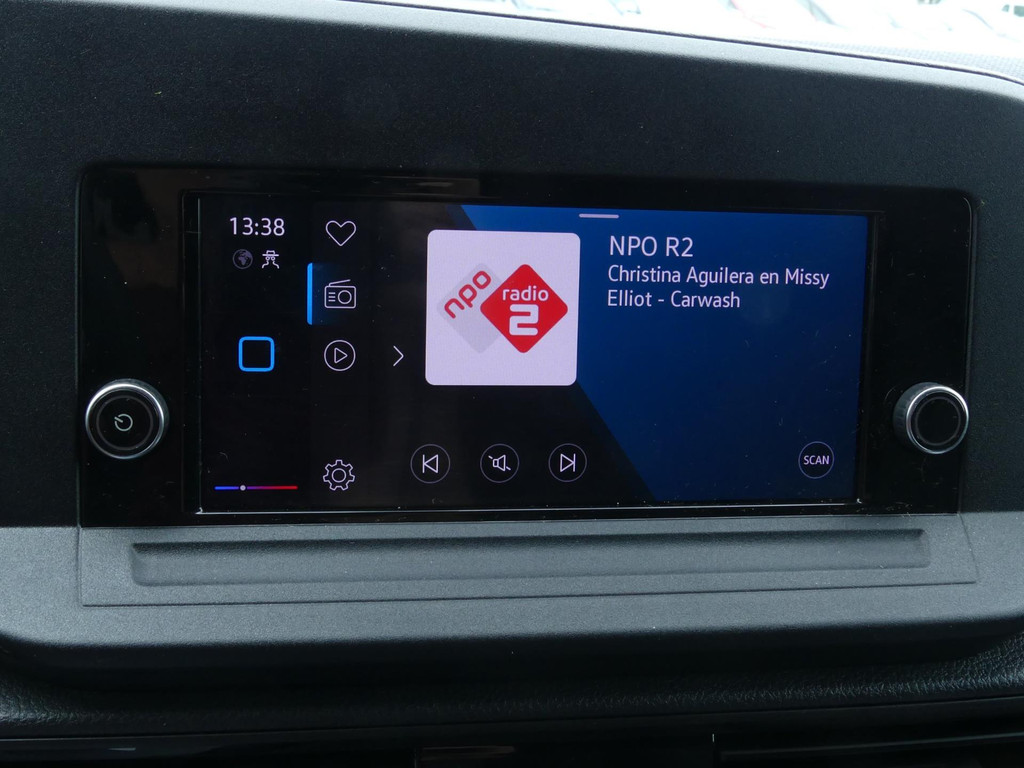 13:38
npo
radio
2
NPO R2
Christina Aguilera en Missy
Elliot - Carwash
SCAN